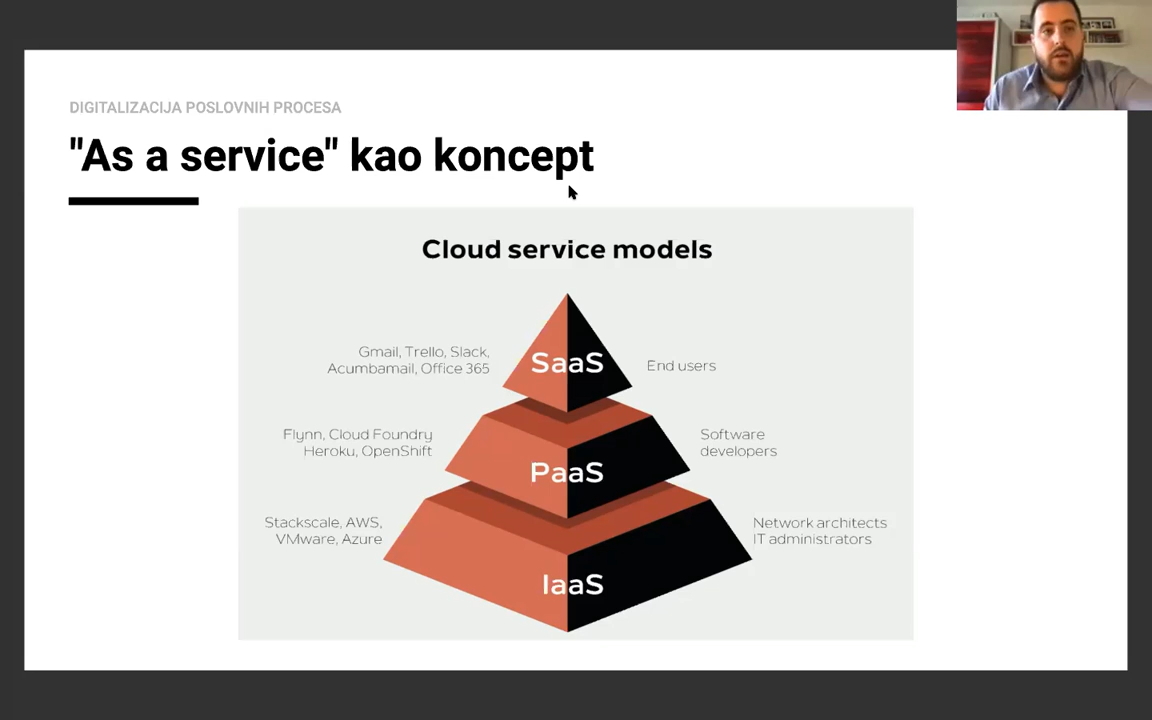 DIGITALIZACIJA POSLOVNIH PROCESA
"As a service" kao koncept
Cloud service models
Gmail, Trello, Slack,
Acumbamail, Office 365
SaaS
End users
Flynn, Cloud Foundry
Heroku, OpenShift
PaaS
Software
developers
Stackscale, AWS,
VMware, Azure
IaaS
Network architects
IT administrators